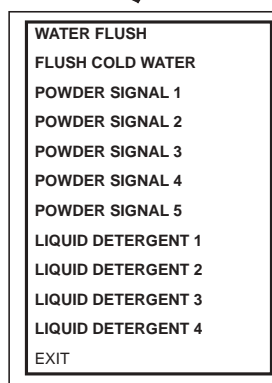 WATER FLUSH
FLUSH COLD WATER
POWDER SIGNAL 1
POWDER SIGNAL 2
POWDER SIGNAL 3
POWDER SIGNAL 4
POWDER SIGNAL 5
LIQUID DETERGENT 1
LIQUID DETERGENT 2
LIQUID DETERGENT 3
LIQUID DETERGENT 4
EXIT